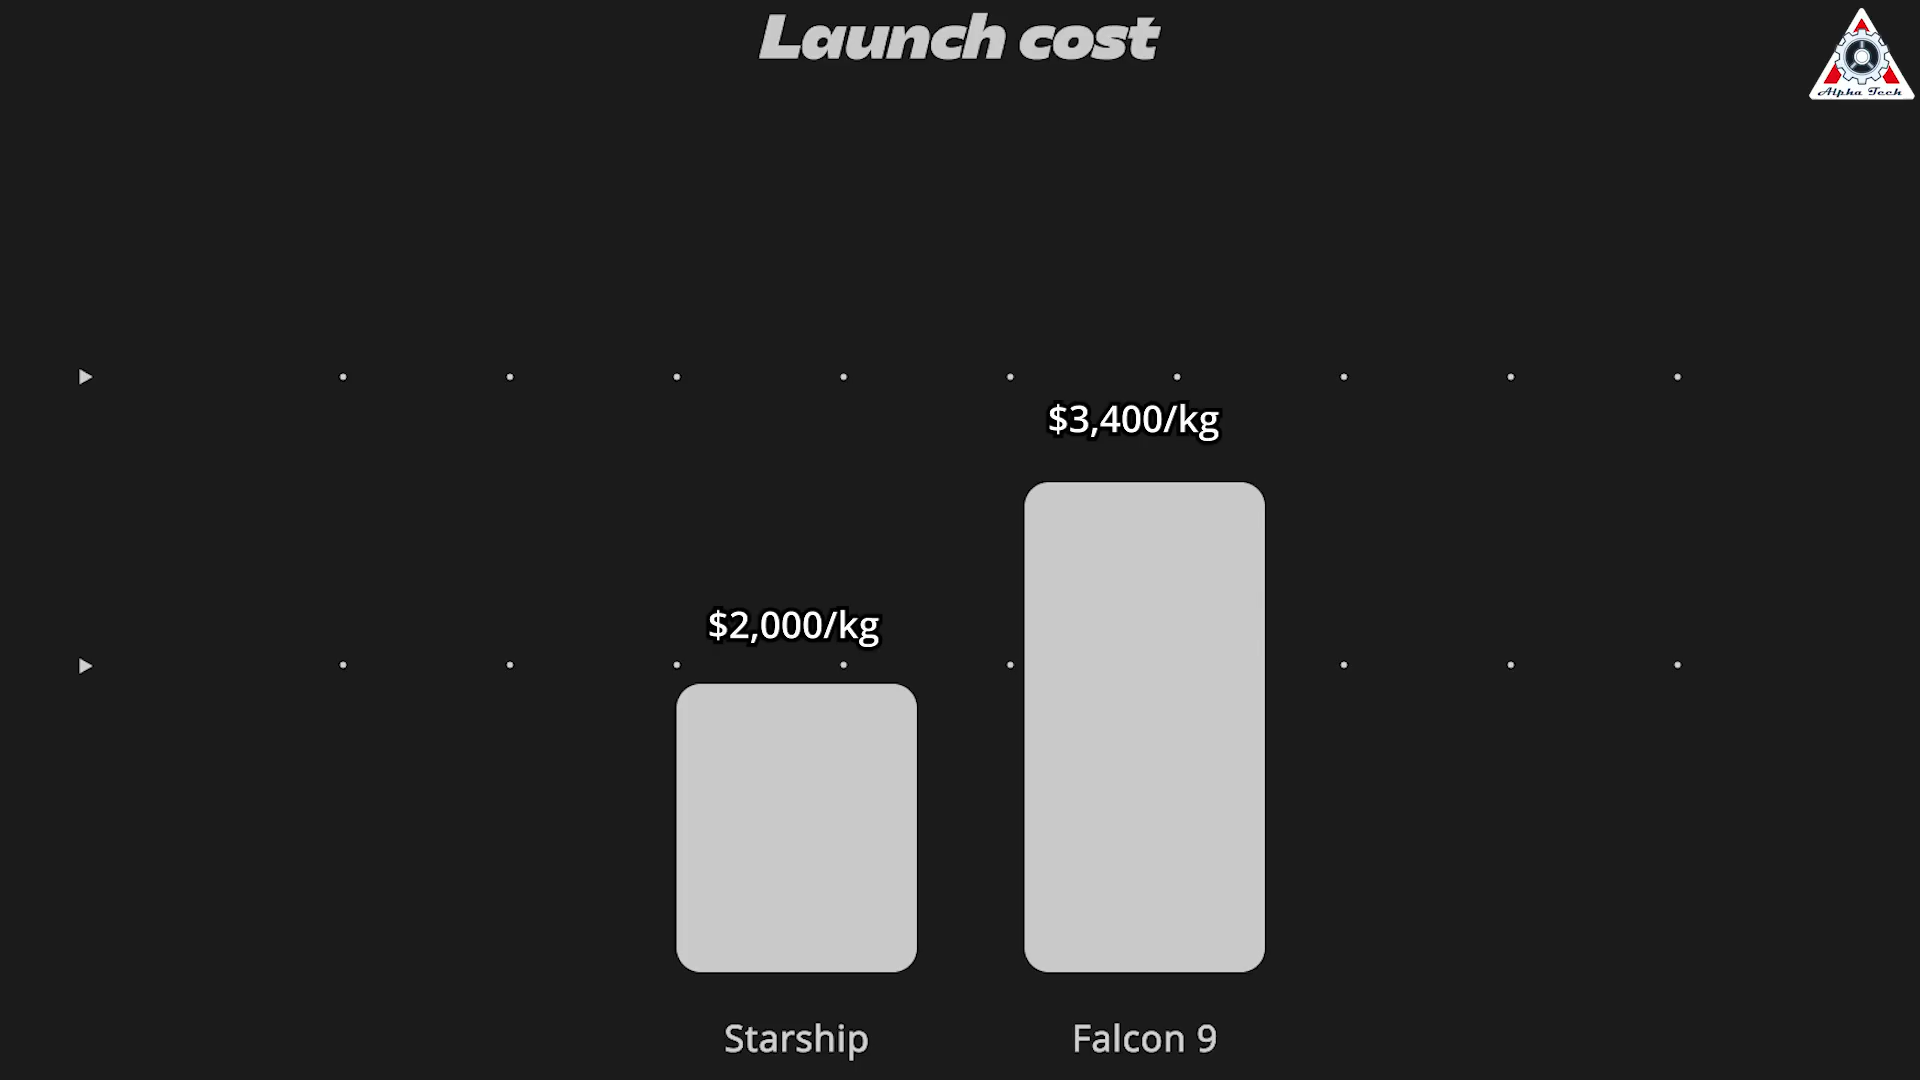 Launch cost
Alpha Tech
$3,400/kg
$2,000/kg
Starship
Falcon 9